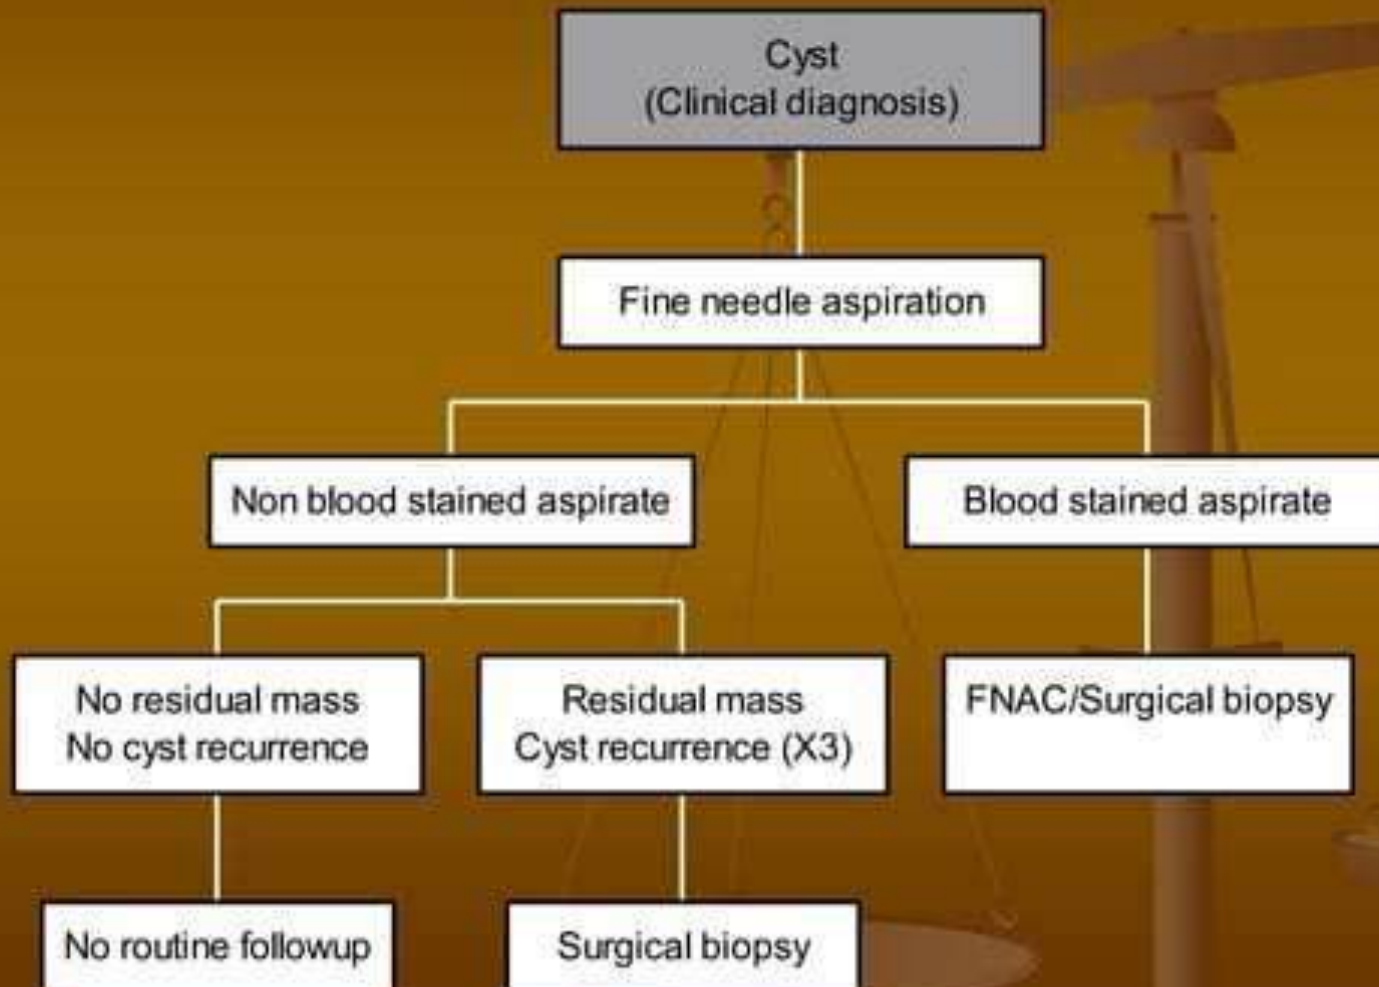 Cyst
(Clinical diagnosis)
Fine needle aspiration
Non blood stained aspirate
Blood stained aspirate
No residual mass
No cyst recurrence
Residual mass
Cyst recurrence (X3)
FNAC/Surgical biopsy
No routine followup
Surgical biopsy